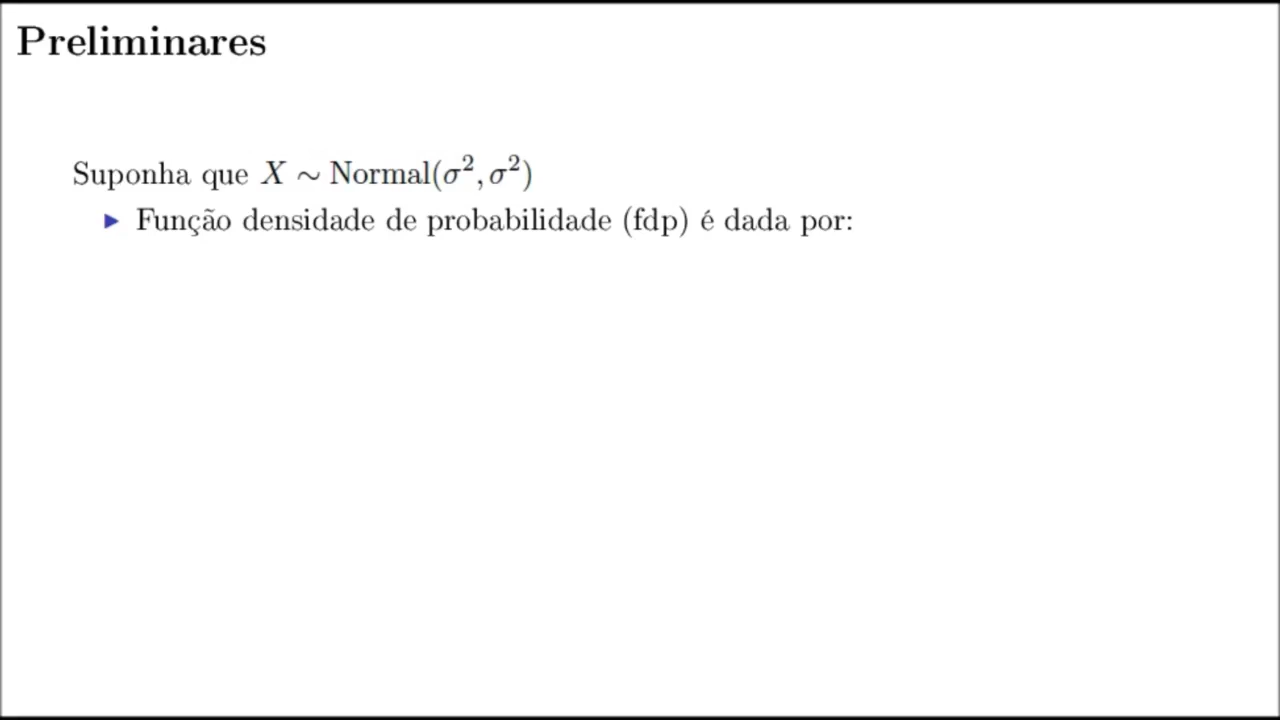 Preliminares
Suponha que X ∼ Normal(σ², σ²)
▶ Função densidade de probabilidade (fdp) é dada por: